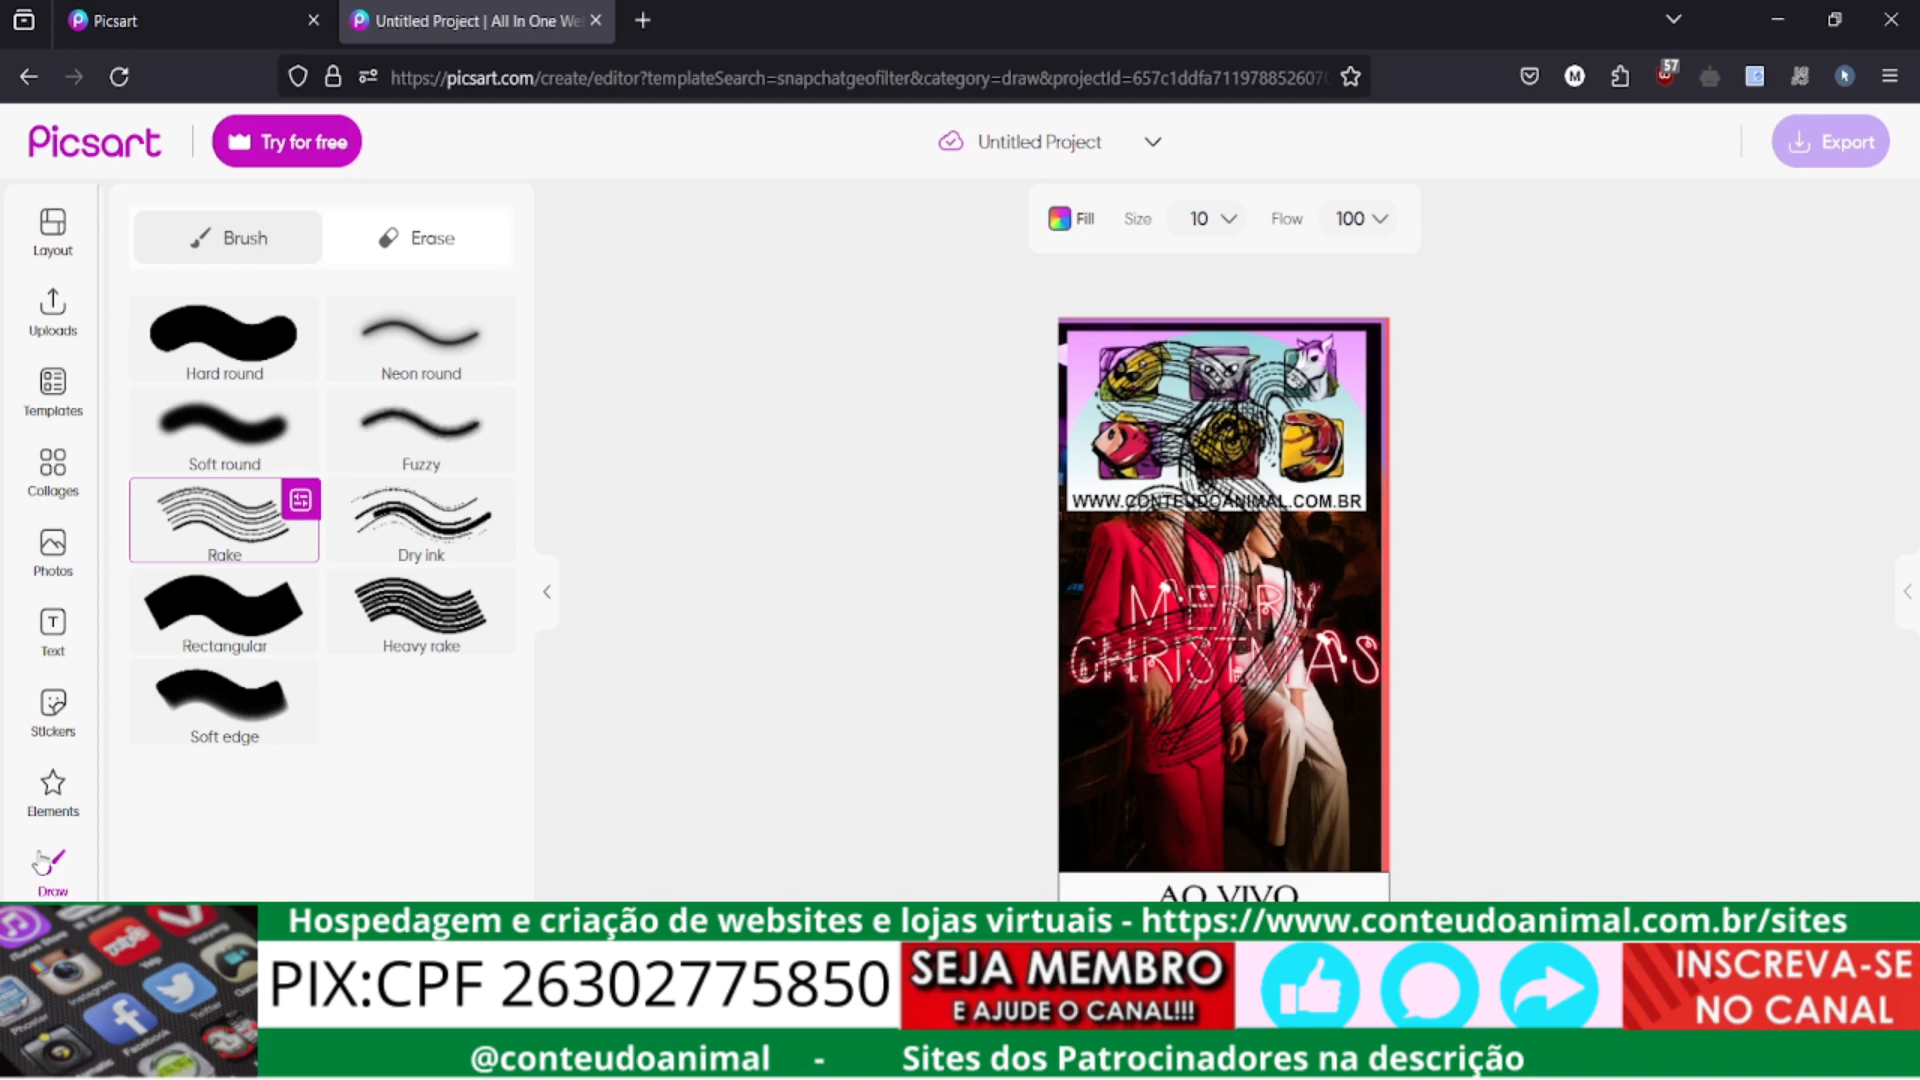 Picsart
Untitled Project | All In One We
https://picsart.com/create/editor?templateSearch=snapchatgeofilter&category=draw&projectId=657c1ddfa711978852607
57
M
Picsart
Try for free
Untitled Project
Export
Layout
Uploads
Templates
Collages
Photos
Text
Stickers
Elements
Draw
Brush
Erase
Hard round
Neon round
Soft round
Fuzzy
Rake
Dry ink
Rectangular
Heavy rake
Soft edge
Fill
Size
10
Flow
100
WWW.CONTEUDOANIMAL.COM.BR
MERRY
CHRISTMAS
AO VIVO
Hospedagem e criação de websites e lojas virtuais - https://www.conteudoanimal.com.br/sites
PIX:CPF 26302775850
SEJA MEMBRO
E AJUDE O CANAL!!!
INSCREVA-SE
NO CANAL
@conteudoanimal - Sites dos Patrocinadores na descrição